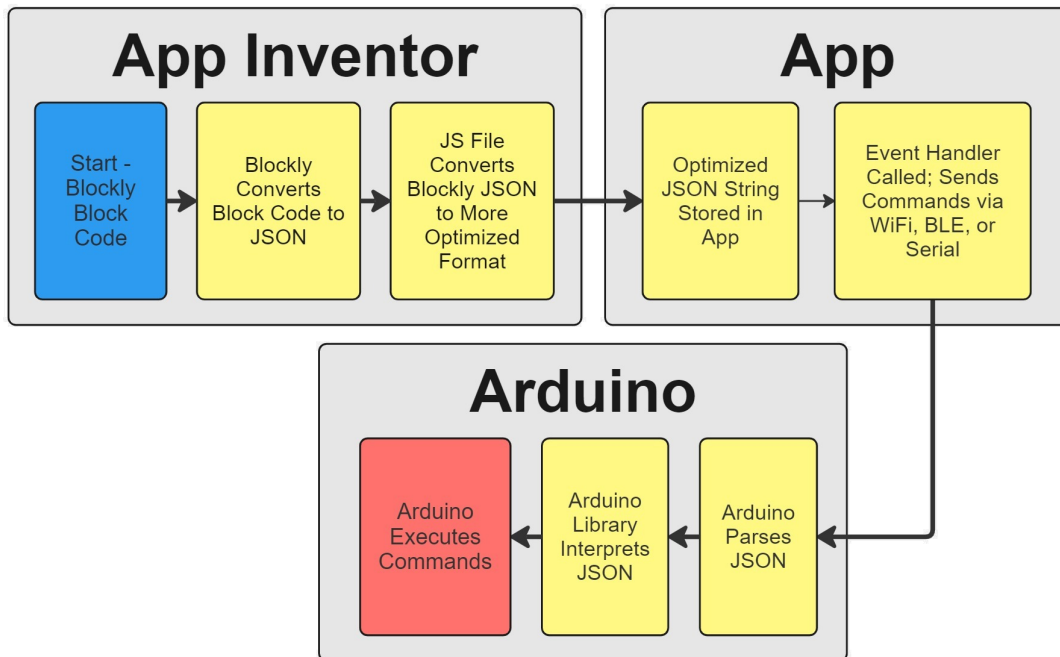 App Inventor
Start -
Blockly
Block
Code
Blockly
Converts
Block Code to
JSON
JS File
Converts
Blockly JSON
to More
Optimized
Format
App
Optimized
JSON String
Stored in
App
Event Handler
Called; Sends
Commands via
WiFi, BLE, or
Serial
Arduino
Arduino
Executes
Commands
Arduino
Library
Interprets
JSON
Arduino
Parses
JSON